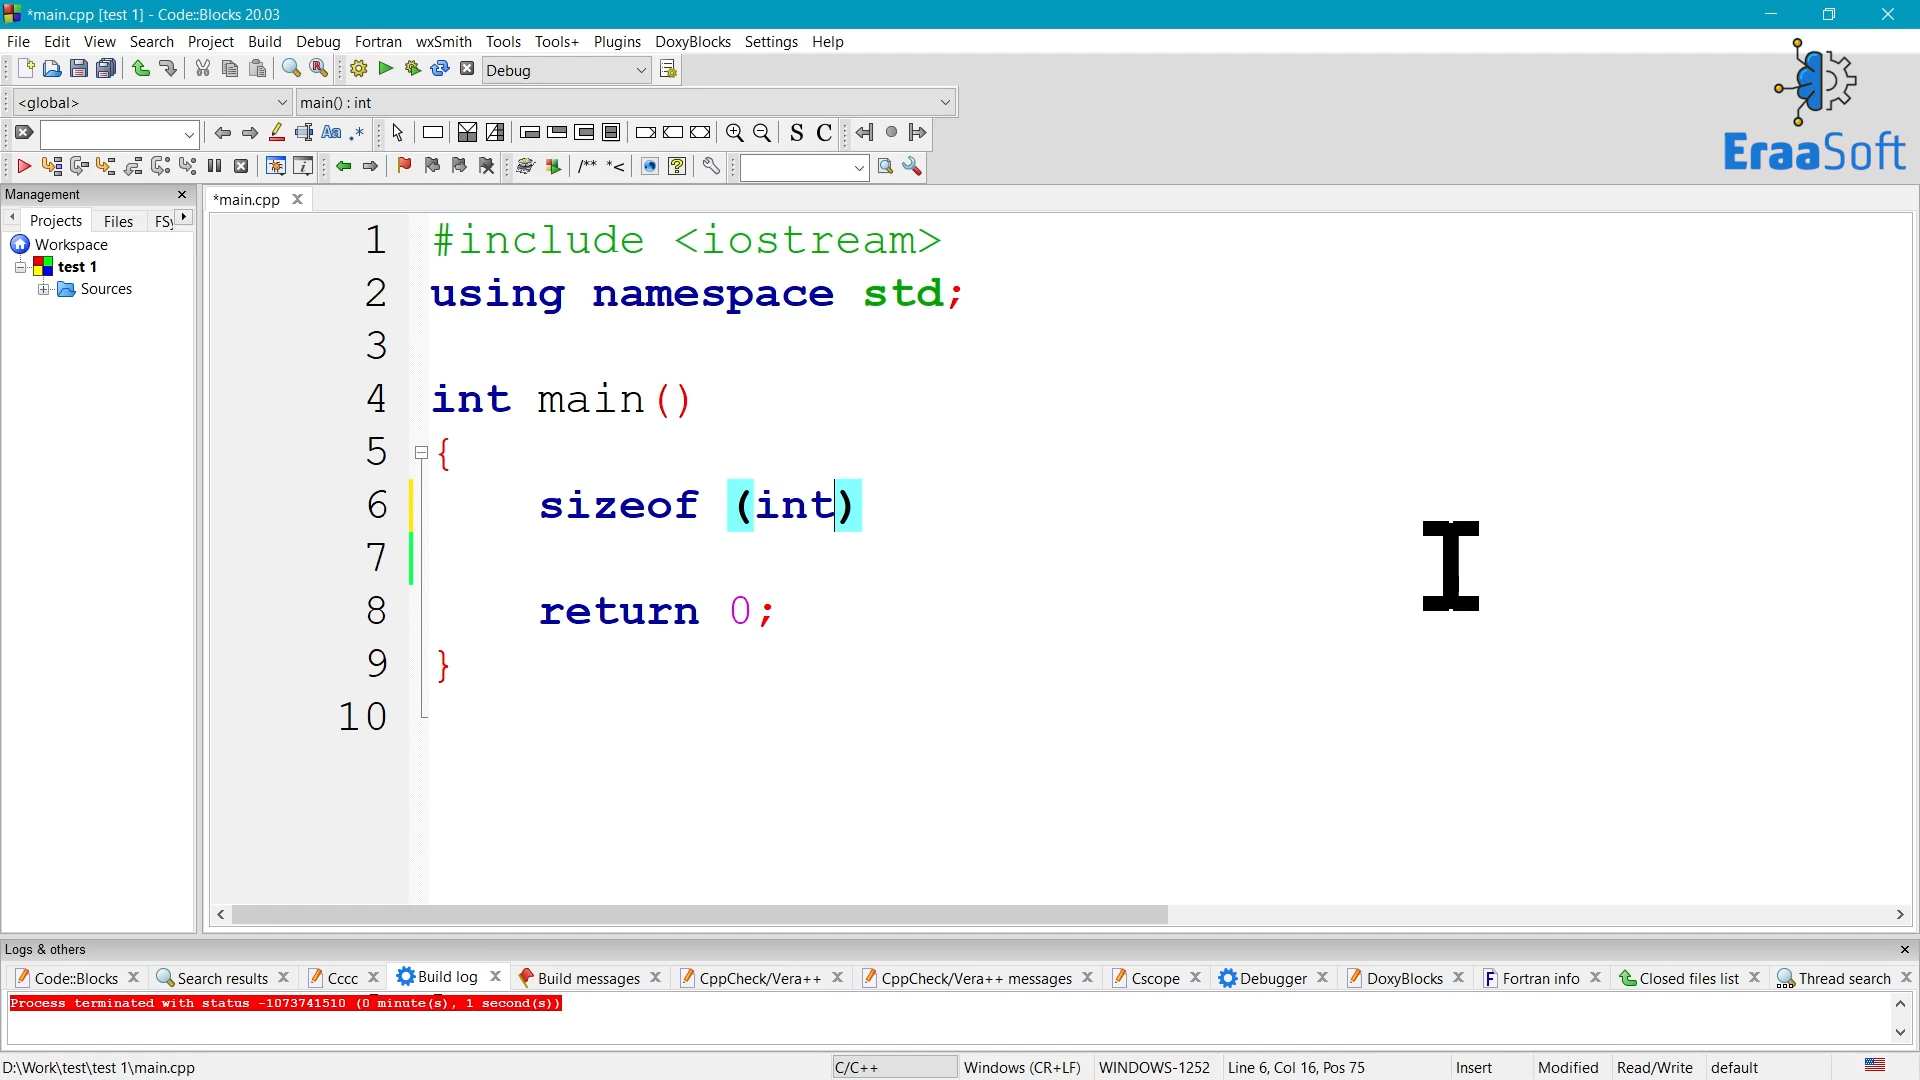 *main.cpp [test 1] - Code::Blocks 20.03
File Edit View Search Project Build Debug Fortran wxSmith Tools Tools+ Plugins DoxyBlocks Settings Help
Debug
<global> main() : int
Aa .* S C
/** *<
EraaSoft
Management
*main.cpp
Projects Files FSy
Workspace
test 1
Sources
1 #include <iostream>
2 using namespace std;
3
4 int main()
5 {
6 sizeof (int)
7
8 return 0;
9 }
10
Logs & others
Code::Blocks Search results Cccc Build log Build messages CppCheck/Vera++ CppCheck/Vera++ messages Cscope Debugger DoxyBlocks Fortran info Closed files list Thread search
Process terminated with status -1073741510 (0 minute(s), 1 second(s))
D:\Work\test\test 1\main.cpp C/C++ Windows (CR+LF) WINDOWS-1252 Line 6, Col 16, Pos 75 Insert Modified Read/Write default